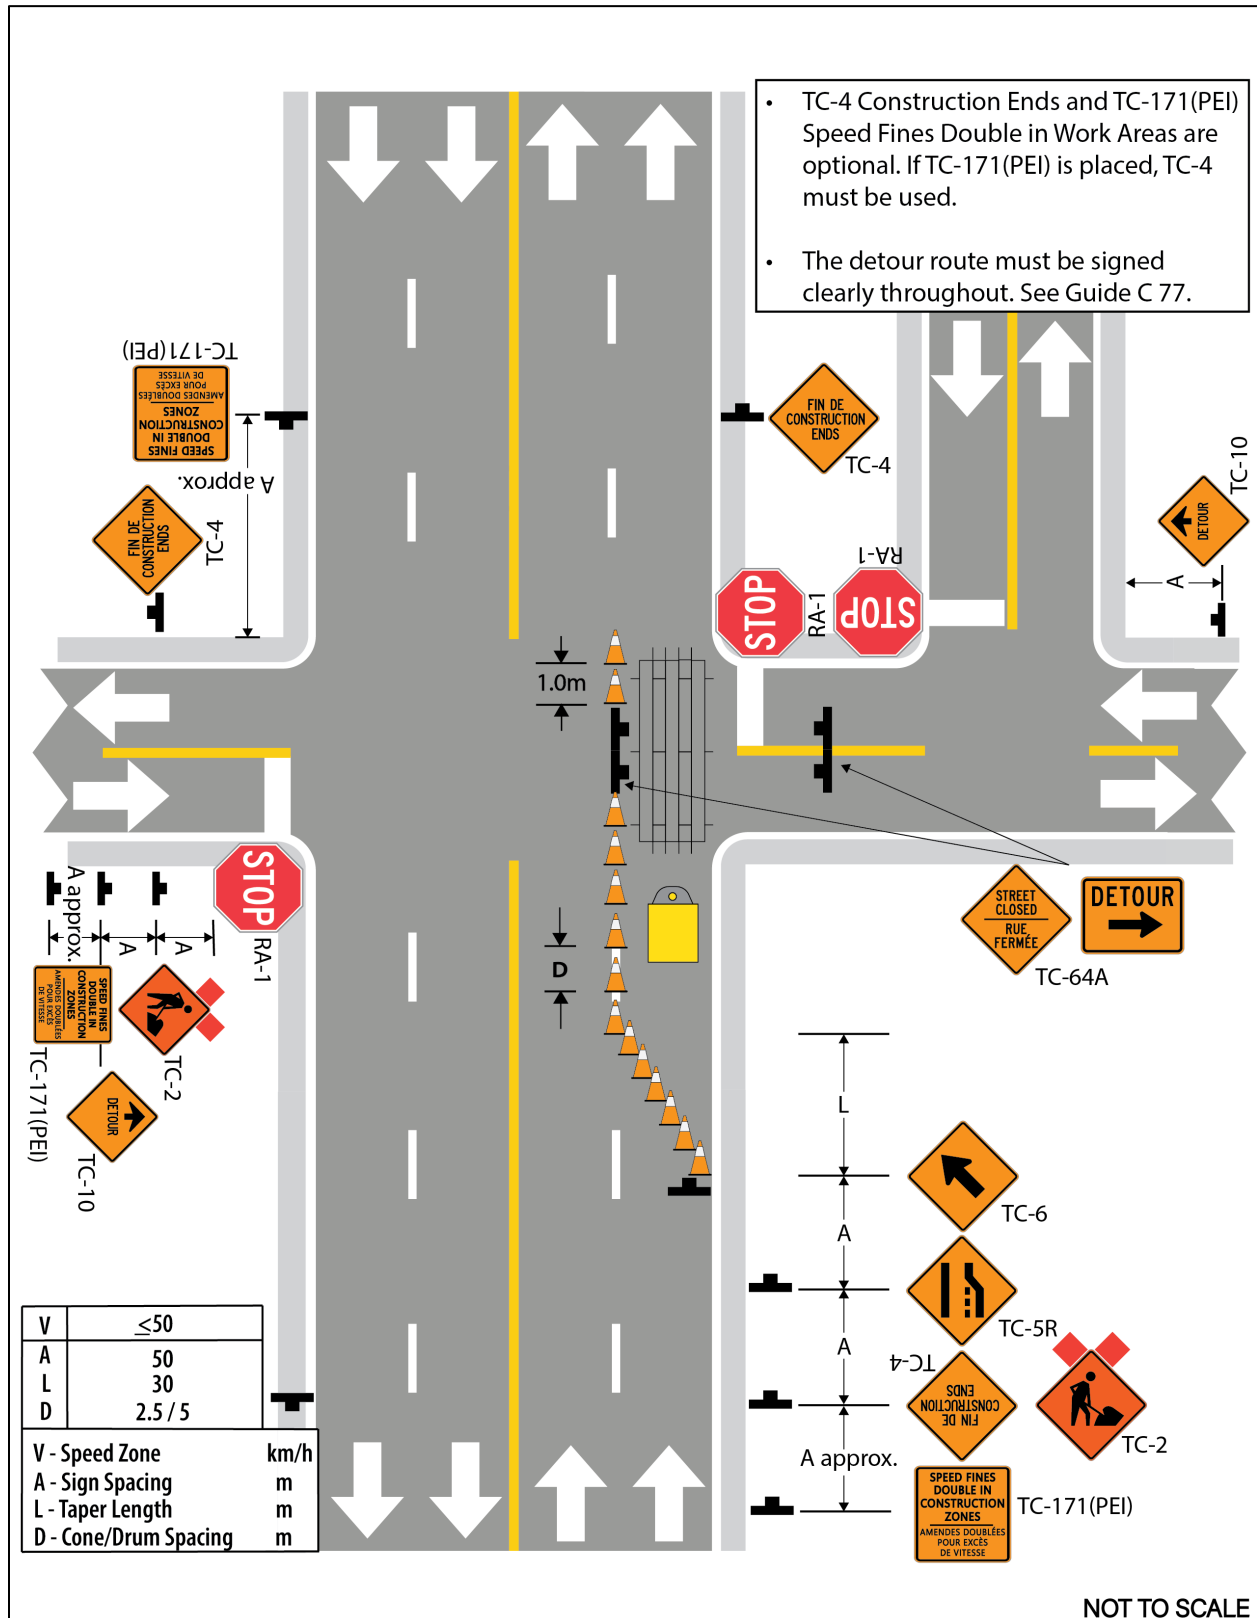 • TC-4 Construction Ends and TC-171(PEI)
Speed Fines Double in Work Areas are
optional. If TC-171(PEI) is placed, TC-4
must be used.
• The detour route must be signed
clearly throughout. See Guide C 77.
TC-171(PEI)
SPEED FINES
DOUBLE IN
CONSTRUCTION
ZONES
AMENDES DOUBLÉES
POUR EXCÈS
DE VITESSE
A approx.
FIN DE
CONSTRUCTION
ENDS
TC-4
FIN DE
CONSTRUCTION
ENDS
TC-4
TC-10
DETOUR
A
RA-1
STOP
RA-1
STOP
1.0m
STOP
RA-1
A approx.
A
A
SPEED FINES
DOUBLE IN
CONSTRUCTION
ZONES
AMENDES DOUBLÉES
POUR EXCÈS
DE VITESSE
TC-171(PEI)
TC-2
DETOUR
TC-10
D
STREET
CLOSED
RUE
FERMÉE
TC-64A
DETOUR
L
TC-6
A
TC-5R
A
TC-4
FIN DE
CONSTRUCTION
ENDS
TC-2
A approx.
SPEED FINES
DOUBLE IN
CONSTRUCTION
ZONES
AMENDES DOUBLÉES
POUR EXCÈS
DE VITESSE
TC-171(PEI)
V ≤50
A 50
L 30
D 2.5 / 5
V - Speed Zone km/h
A - Sign Spacing m
L - Taper Length m
D - Cone/Drum Spacing m
NOT TO SCALE